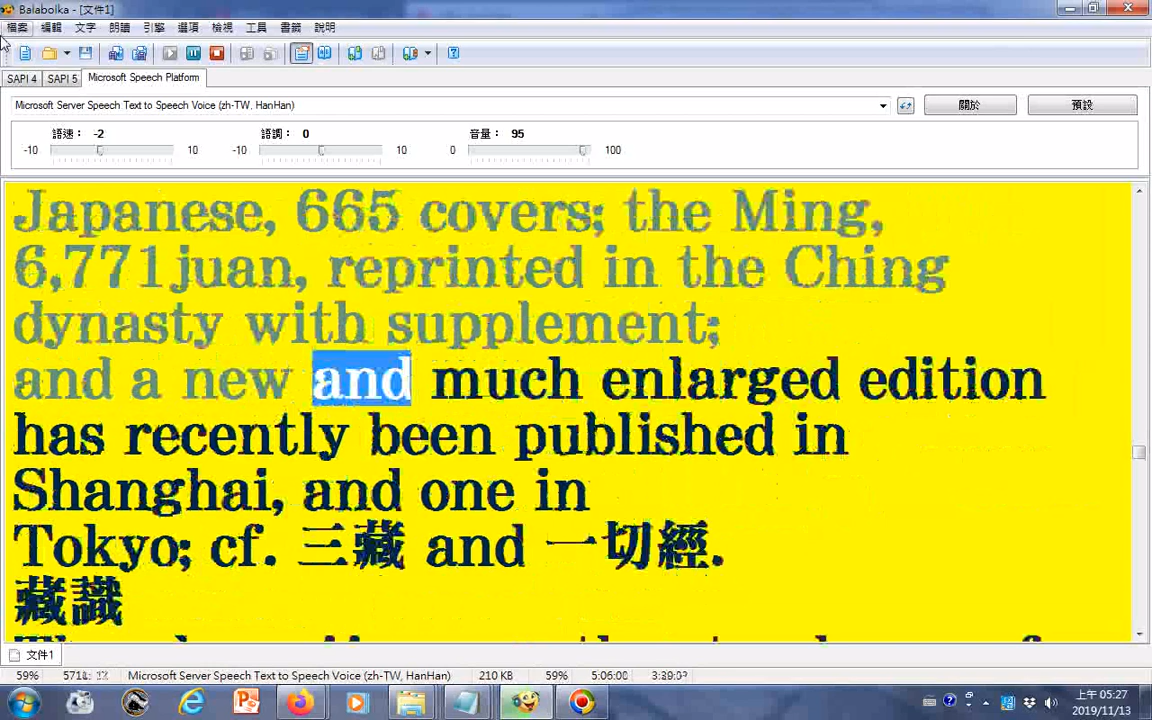 Balabolka - [文件1]
檔案 編輯 文字 朗讀 引擎 選項 檢視 工具 書籤 說明
SAPI 4 SAPI 5 Microsoft Speech Platform
Microsoft Server Speech Text to Speech Voice (zh-TW, HanHan) 關於 預設
語速： -2 語調： 0 音量： 95
-10 10 -10 10 0 100
Japanese, 665 covers; the Ming,
6,771juan, reprinted in the Ching
dynasty with supplement;
and a new and much enlarged edition
has recently been published in
Shanghai, and one in
Tokyo; cf. 三藏 and 一切經.
藏識
文件1
59% Microsoft Server Speech Text to Speech Voice (zh-TW, HanHan) 210 KB 59% 5:06:00
上午 05:27
2019/11/13